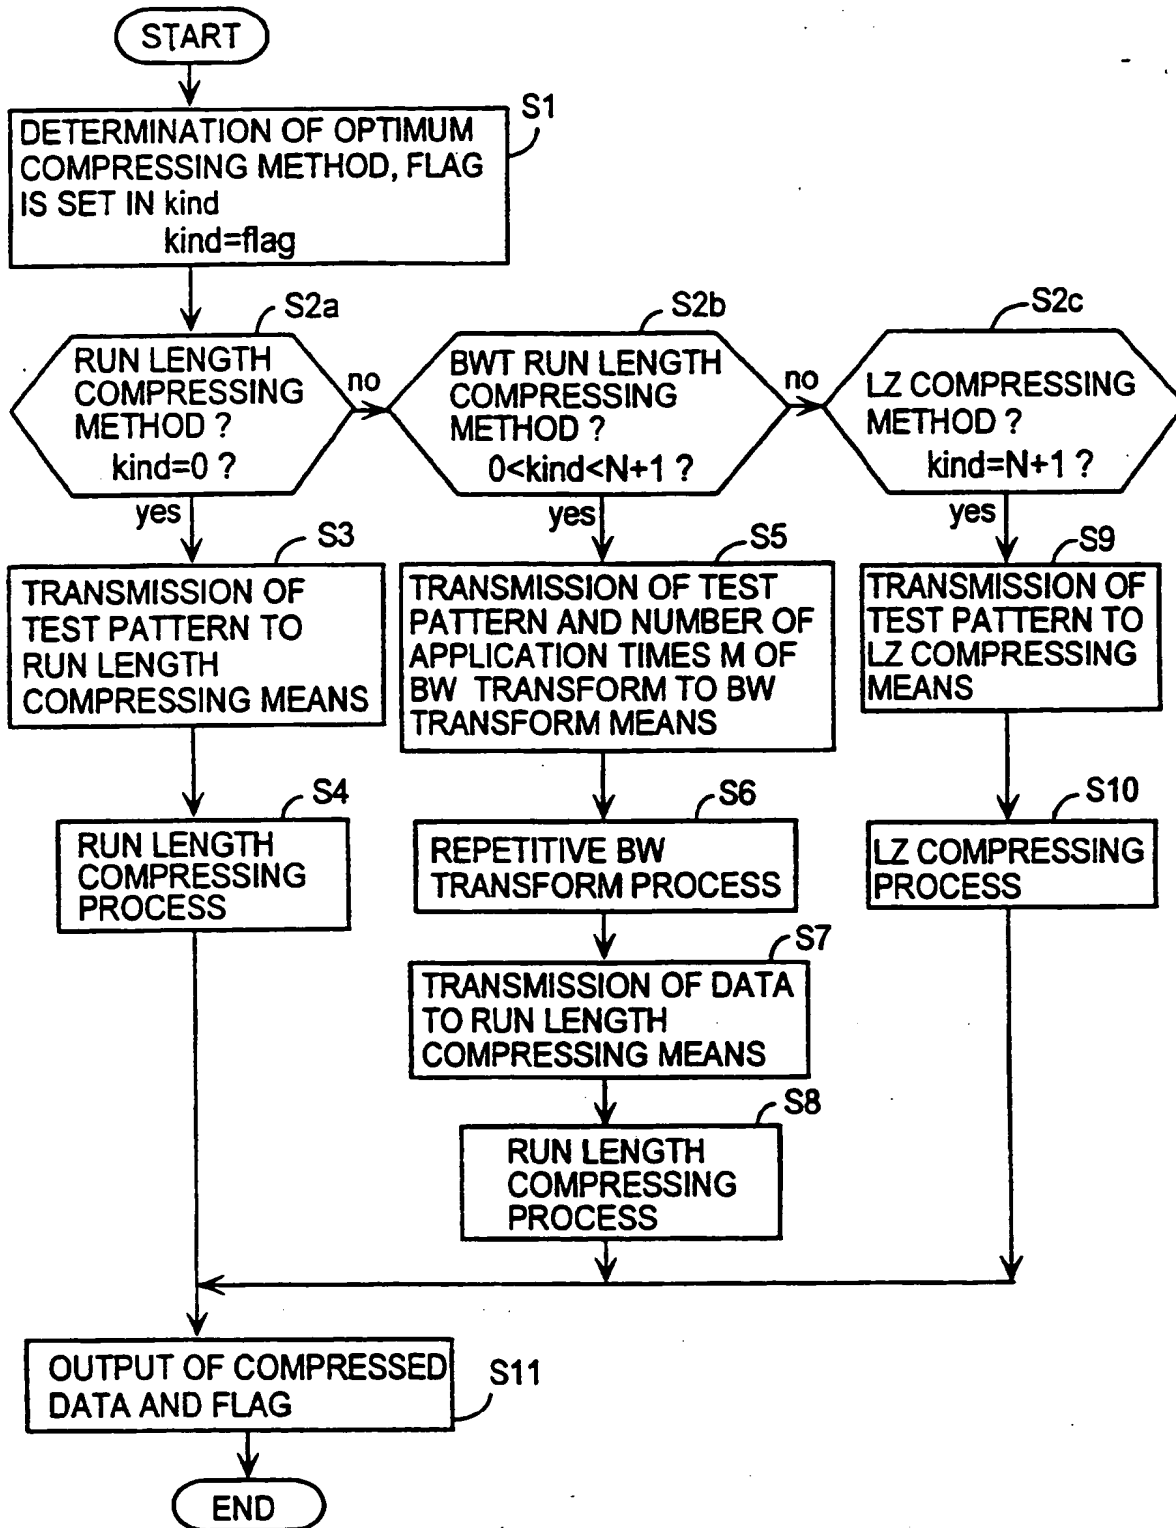 START
S1
DETERMINATION OF OPTIMUM
COMPRESSING METHOD, FLAG
IS SET IN kind
kind=flag
S2a
RUN LENGTH
COMPRESSING
METHOD ?
kind=0 ?
no
yes
S2b
BWT RUN LENGTH
COMPRESSING
METHOD ?
0<kind<N+1 ?
no
yes
S2c
LZ COMPRESSING
METHOD ?
kind=N+1 ?
yes
S3
TRANSMISSION OF
TEST PATTERN TO
RUN LENGTH
COMPRESSING MEANS
S5
TRANSMISSION OF TEST
PATTERN AND NUMBER OF
APPLICATION TIMES M OF
BW TRANSFORM TO BW
TRANSFORM MEANS
S9
TRANSMISSION OF
TEST PATTERN TO
LZ COMPRESSING
MEANS
S4
RUN LENGTH
COMPRESSING
PROCESS
S6
REPETITIVE BW
TRANSFORM PROCESS
S10
LZ COMPRESSING
PROCESS
S7
TRANSMISSION OF DATA
TO RUN LENGTH
COMPRESSING MEANS
S8
RUN LENGTH
COMPRESSING
PROCESS
OUTPUT OF COMPRESSED
DATA AND FLAG
S11
END